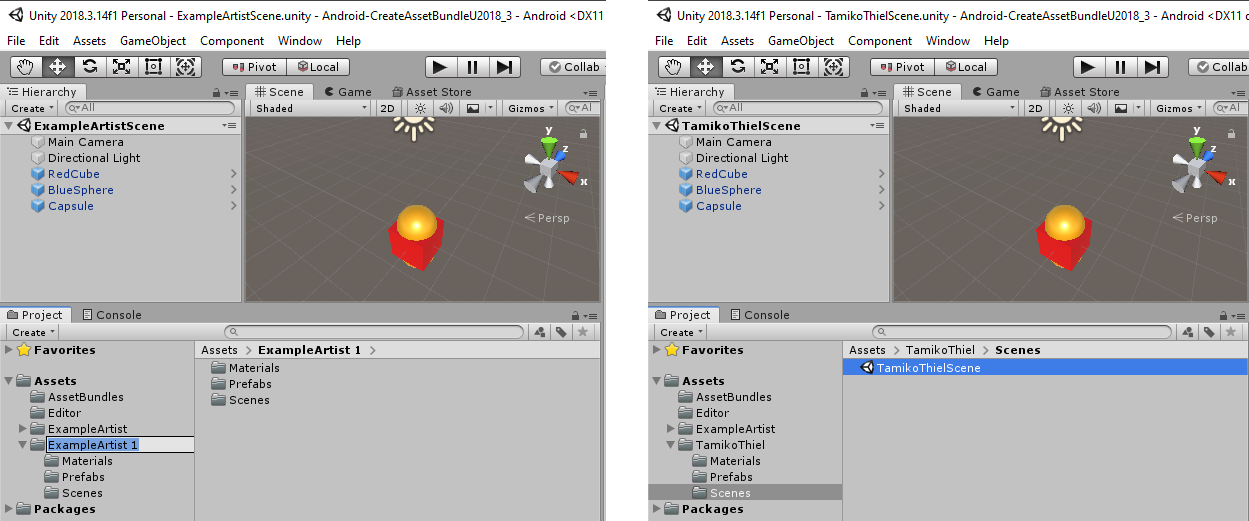 Unity 2018.3.14f1 Personal - ExampleArtistScene.unity - Android-CreateAssetBundleU2018_3 - Android <DX11
File Edit Assets GameObject Component Window Help
Pivot Local Collab
Hierarchy Scene Game Asset Store
Create All Shaded 2D Gizmos Al
ExampleArtistScene
Main Camera
Directional Light
RedCube
BlueSphere
Capsule
y
z
x
Persp
Project Console
Create
Favorites
Assets
AssetBundles
Editor
ExampleArtist
ExampleArtist 1
Materials
Prefabs
Scenes
Packages
Assets > ExampleArtist 1 >
Materials
Prefabs
Scenes
Unity 2018.3.14f1 Personal - TamikoThielScene.unity - Android-CreateAssetBundleU2018_3 - Android <DX11
File Edit Assets GameObject Component Window Help
Pivot Local Collab
Hierarchy Scene Game Asset Store
Create All Shaded 2D Gizmos Al
TamikoThielScene
Main Camera
Directional Light
RedCube
BlueSphere
Capsule
y
z
x
Persp
Project Console
Create
Favorites
Assets
AssetBundles
Editor
ExampleArtist
TamikoThiel
Materials
Prefabs
Scenes
Packages
Assets > TamikoThiel > Scenes
TamikoThielScene